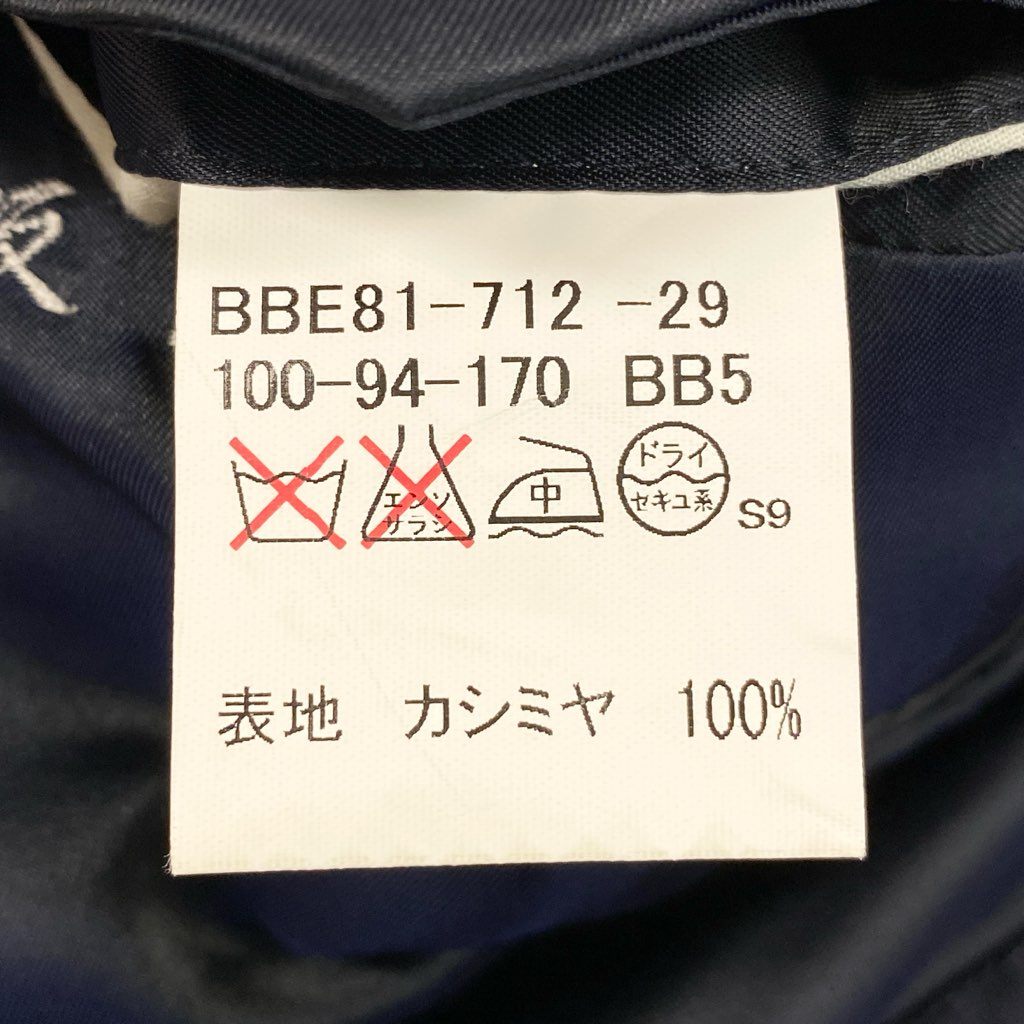 BBE81-712 -29
100-94-170 BB5
エンソ
サラシ
中
ドライ
セキユ系
S9
表地 カシミヤ 100%